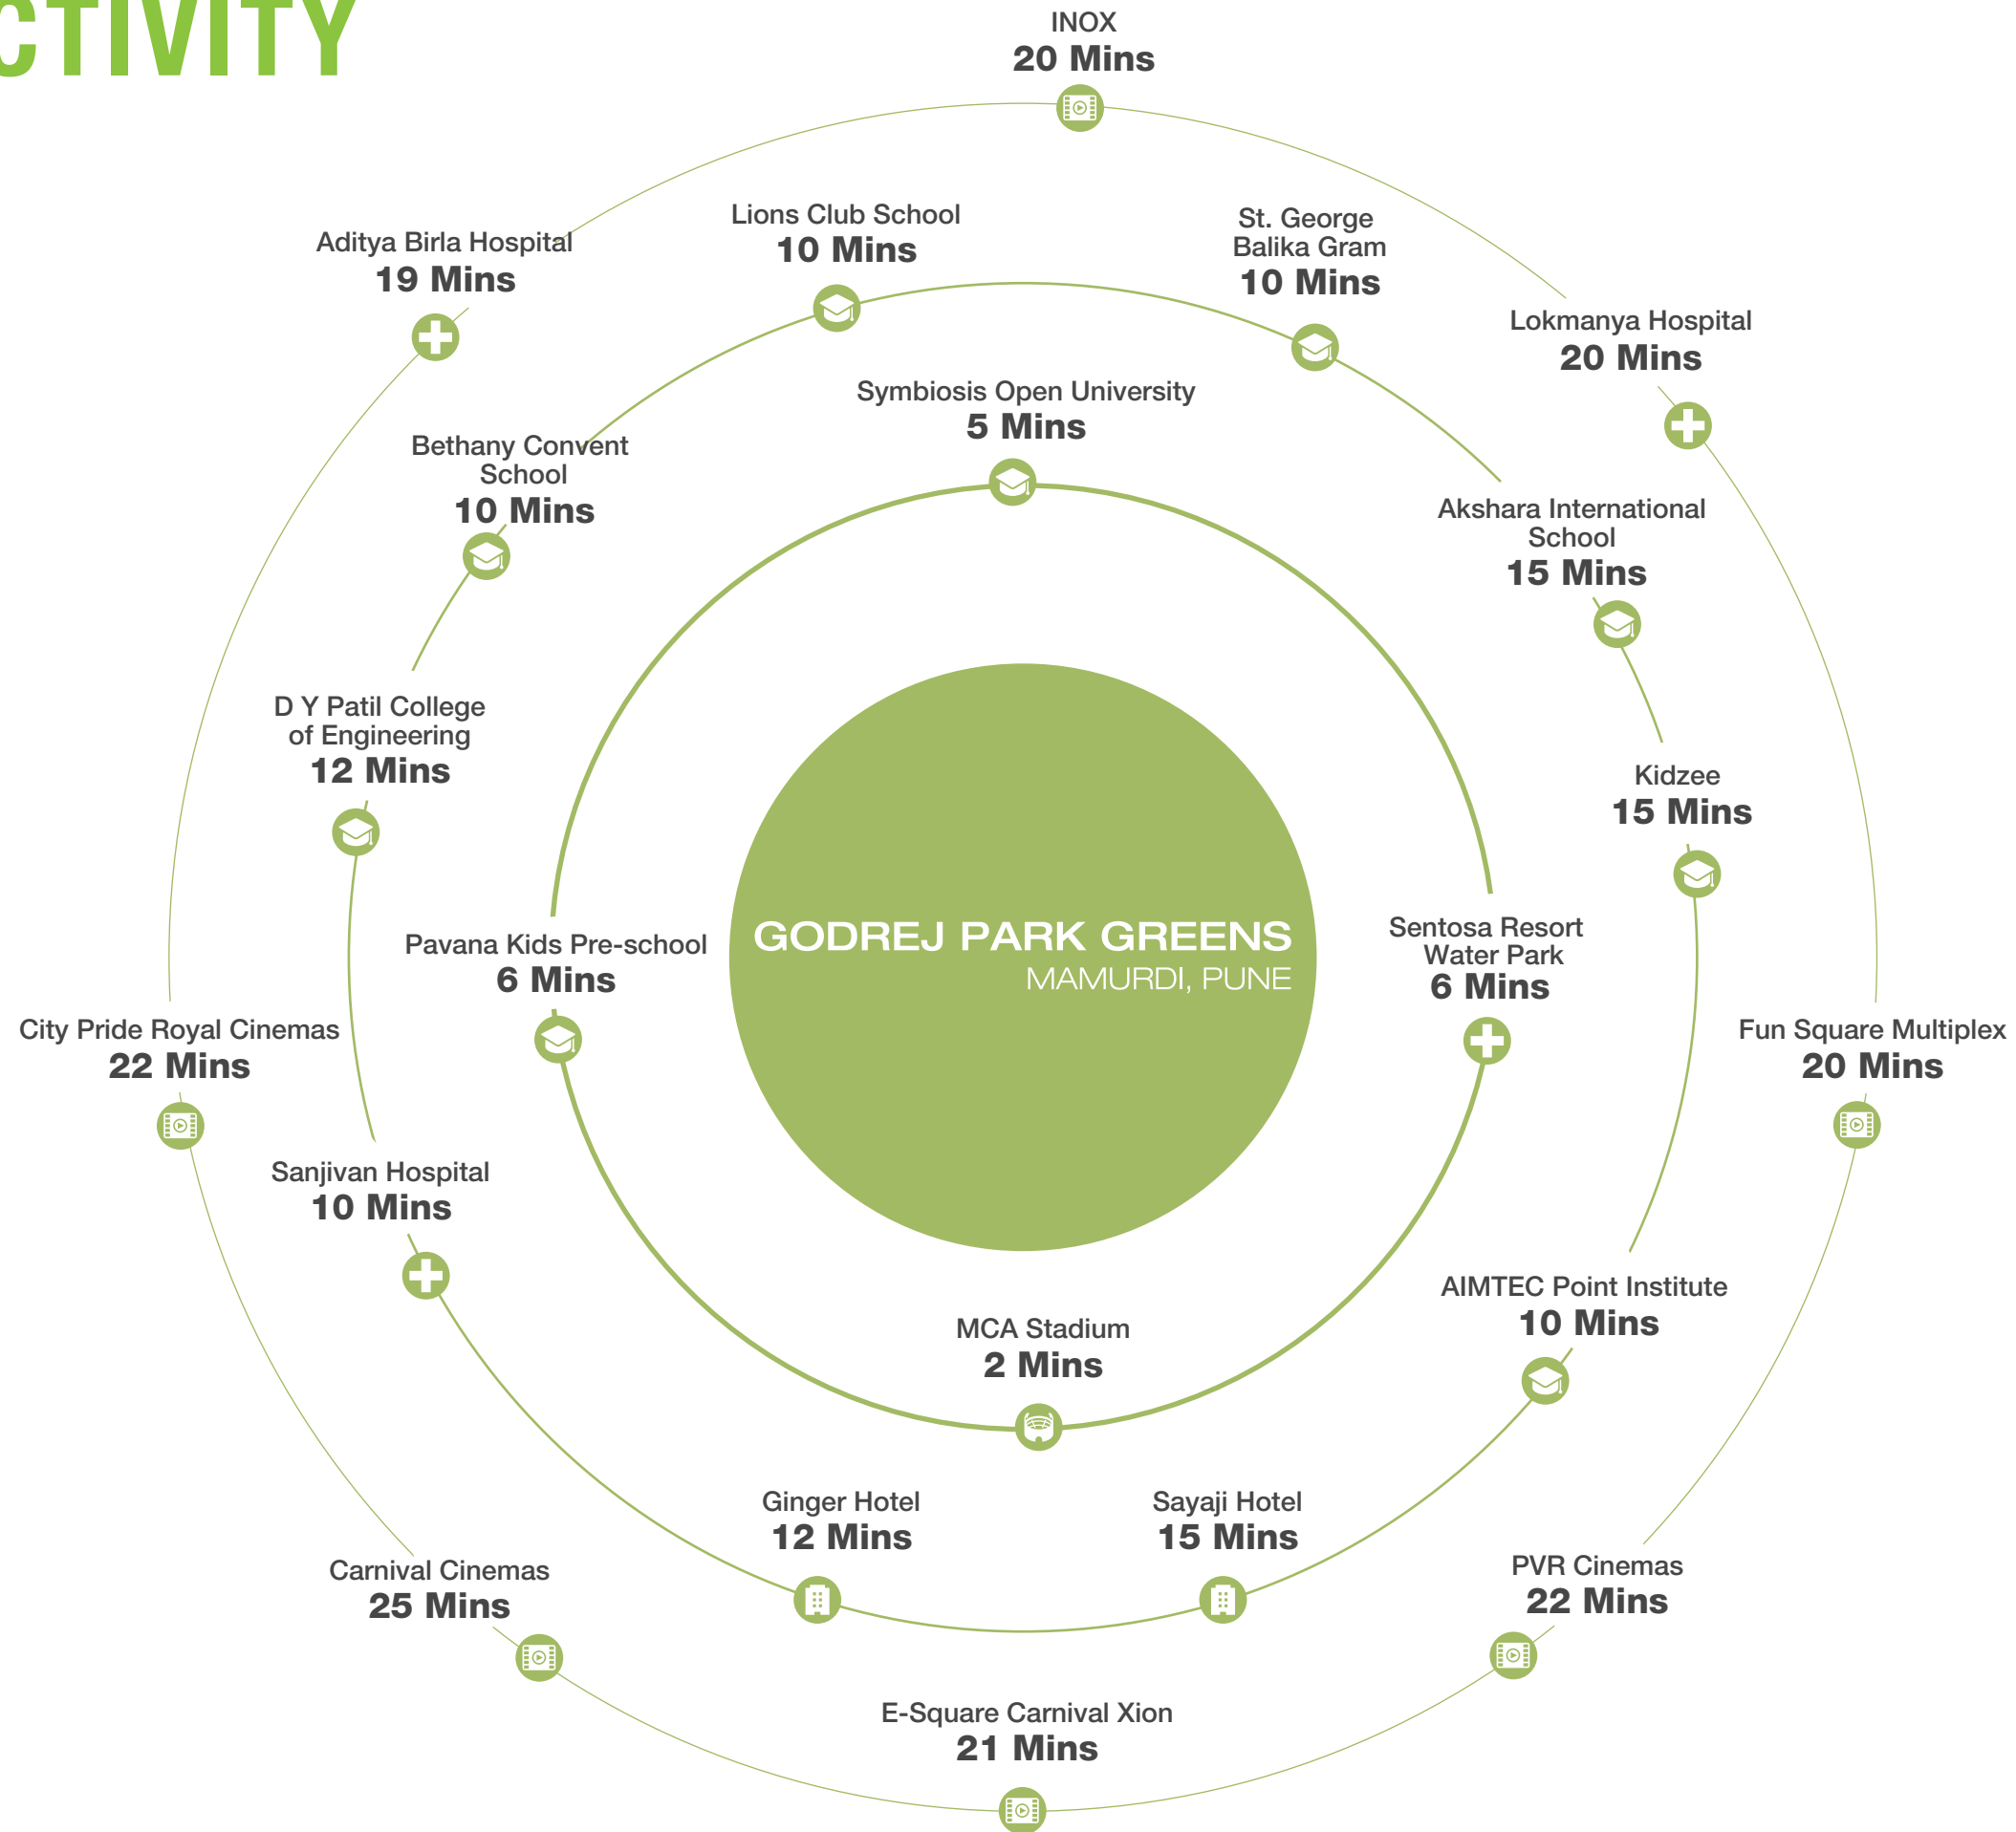 CTIVITY
INOX
20 Mins
Lions Club School
10 Mins
St. George
Balika Gram
10 Mins
Aditya Birla Hospital
19 Mins
Lokmanya Hospital
20 Mins
Symbiosis Open University
5 Mins
Bethany Convent
School
10 Mins
Akshara International
School
15 Mins
D Y Patil College
of Engineering
12 Mins
Kidzee
15 Mins
Pavana Kids Pre-school
6 Mins
GODREJ PARK GREENS
MAMURDI, PUNE
Sentosa Resort
Water Park
6 Mins
City Pride Royal Cinemas
22 Mins
Fun Square Multiplex
20 Mins
Sanjivan Hospital
10 Mins
AIMTEC Point Institute
10 Mins
MCA Stadium
2 Mins
Ginger Hotel
12 Mins
Sayaji Hotel
15 Mins
Carnival Cinemas
25 Mins
PVR Cinemas
22 Mins
E-Square Carnival Xion
21 Mins